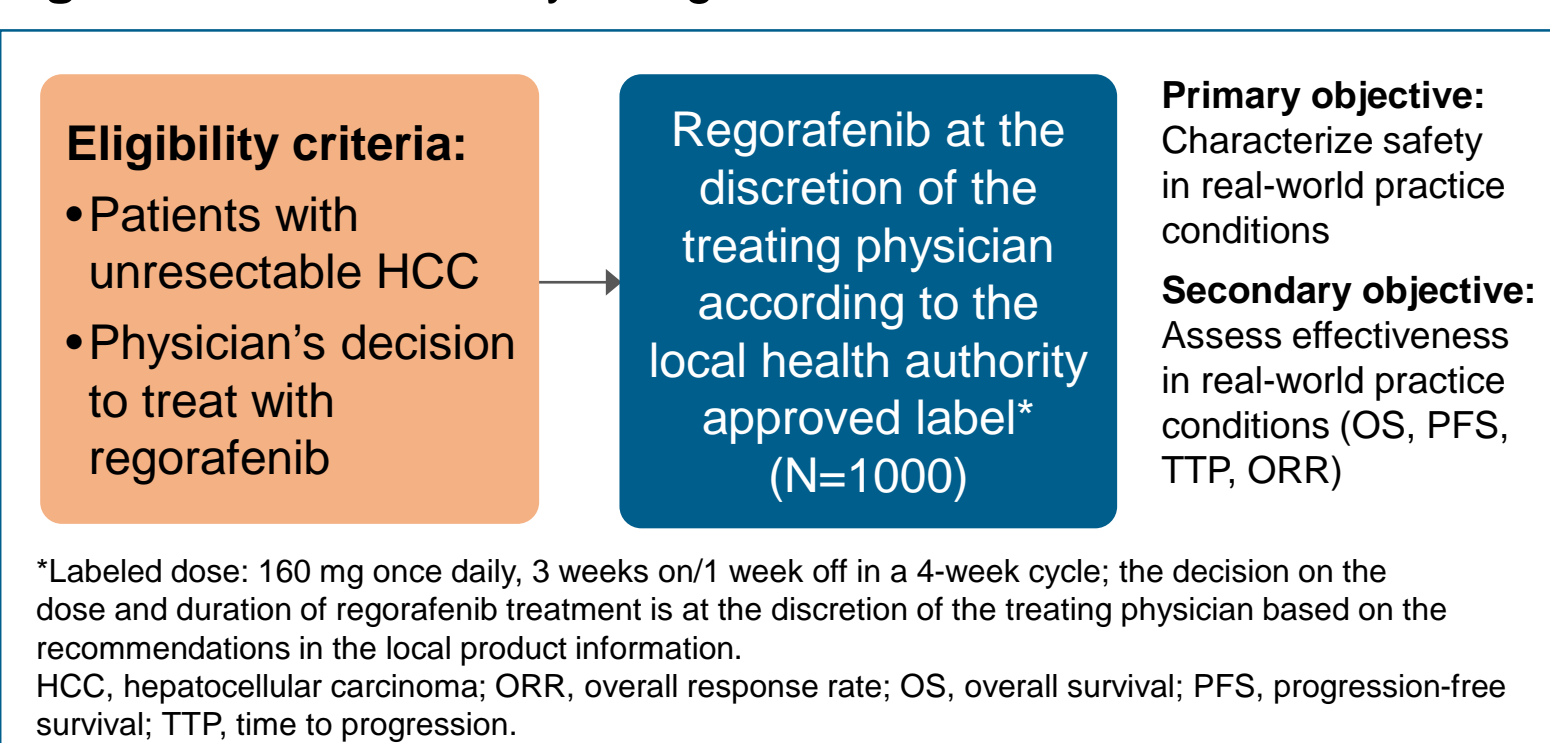 Eligibility criteria:
•Patients with
unresectable HCC
•Physician’s decision
to treat with
regorafenib
Regorafenib at the
discretion of the
treating physician
according to the
local health authority
approved label*
(N=1000)
Primary objective:
Characterize safety
in real-world practice
conditions
Secondary objective:
Assess effectiveness
in real-world practice
conditions (OS, PFS,
TTP, ORR)
*Labeled dose: 160 mg once daily, 3 weeks on/1 week off in a 4-week cycle; the decision on the
dose and duration of regorafenib treatment is at the discretion of the treating physician based on the
recommendations in the local product information.
HCC, hepatocellular carcinoma; ORR, overall response rate; OS, overall survival; PFS, progression-free
survival; TTP, time to progression.